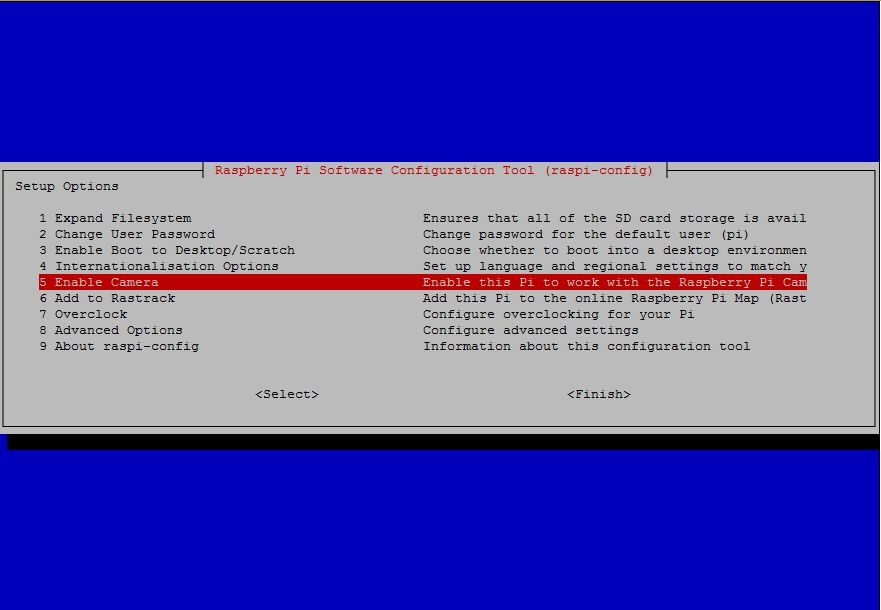 Raspberry Pi Software Configuration Tool (raspi-config)
Setup Options
1 Expand Filesystem Ensures that all of the SD card storage is avail
2 Change User Password Change password for the default user (pi)
3 Enable Boot to Desktop/Scratch Choose whether to boot into a desktop environmen
4 Internationalisation Options Set up language and regional settings to match y
5 Enable Camera Enable this Pi to work with the Raspberry Pi Cam
6 Add to Rastrack Add this Pi to the online Raspberry Pi Map (Rast
7 Overclock Configure overclocking for your Pi
8 Advanced Options Configure advanced settings
9 About raspi-config Information about this configuration tool
<Select> <Finish>